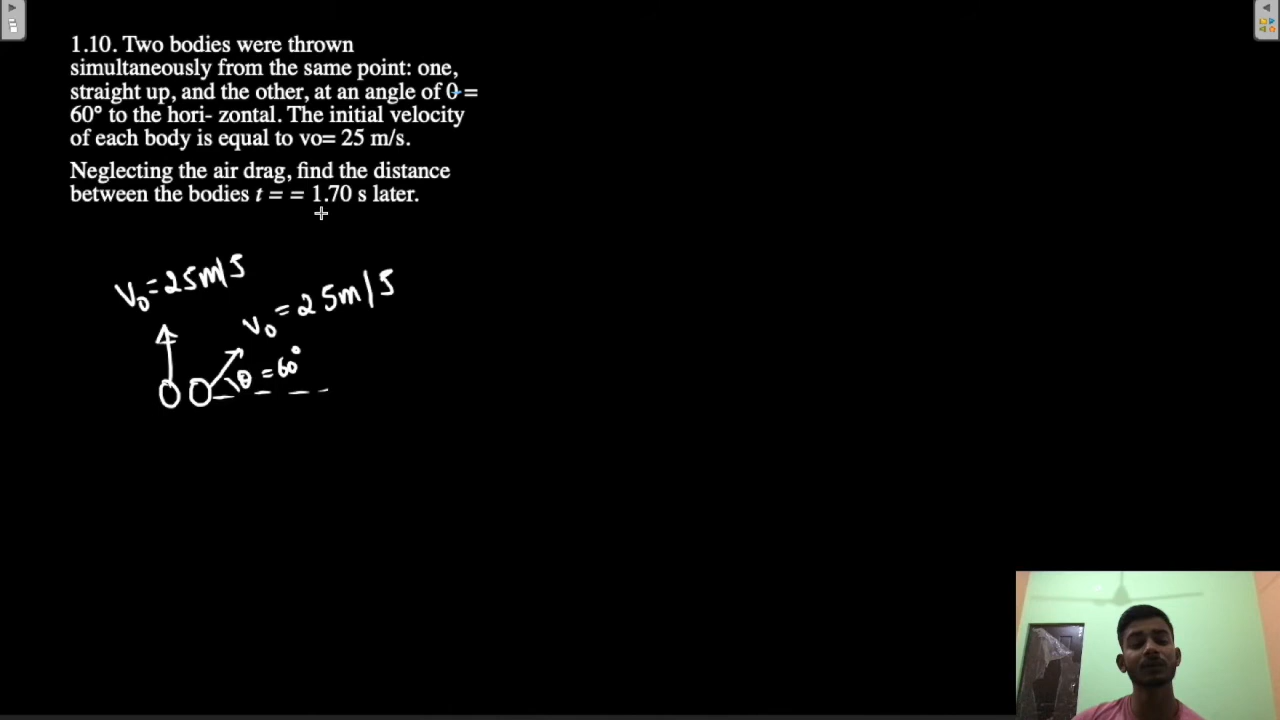 1.10. Two bodies were thrown
simultaneously from the same point: one,
straight up, and the other, at an angle of 0 =
60° to the hori- zontal. The initial velocity
of each body is equal to vo= 25 m/s.
Neglecting the air drag, find the distance
between the bodies t = = 1.70 s later.
V₀ = 25m/s
V₀ = 25m/s
θ = 60°